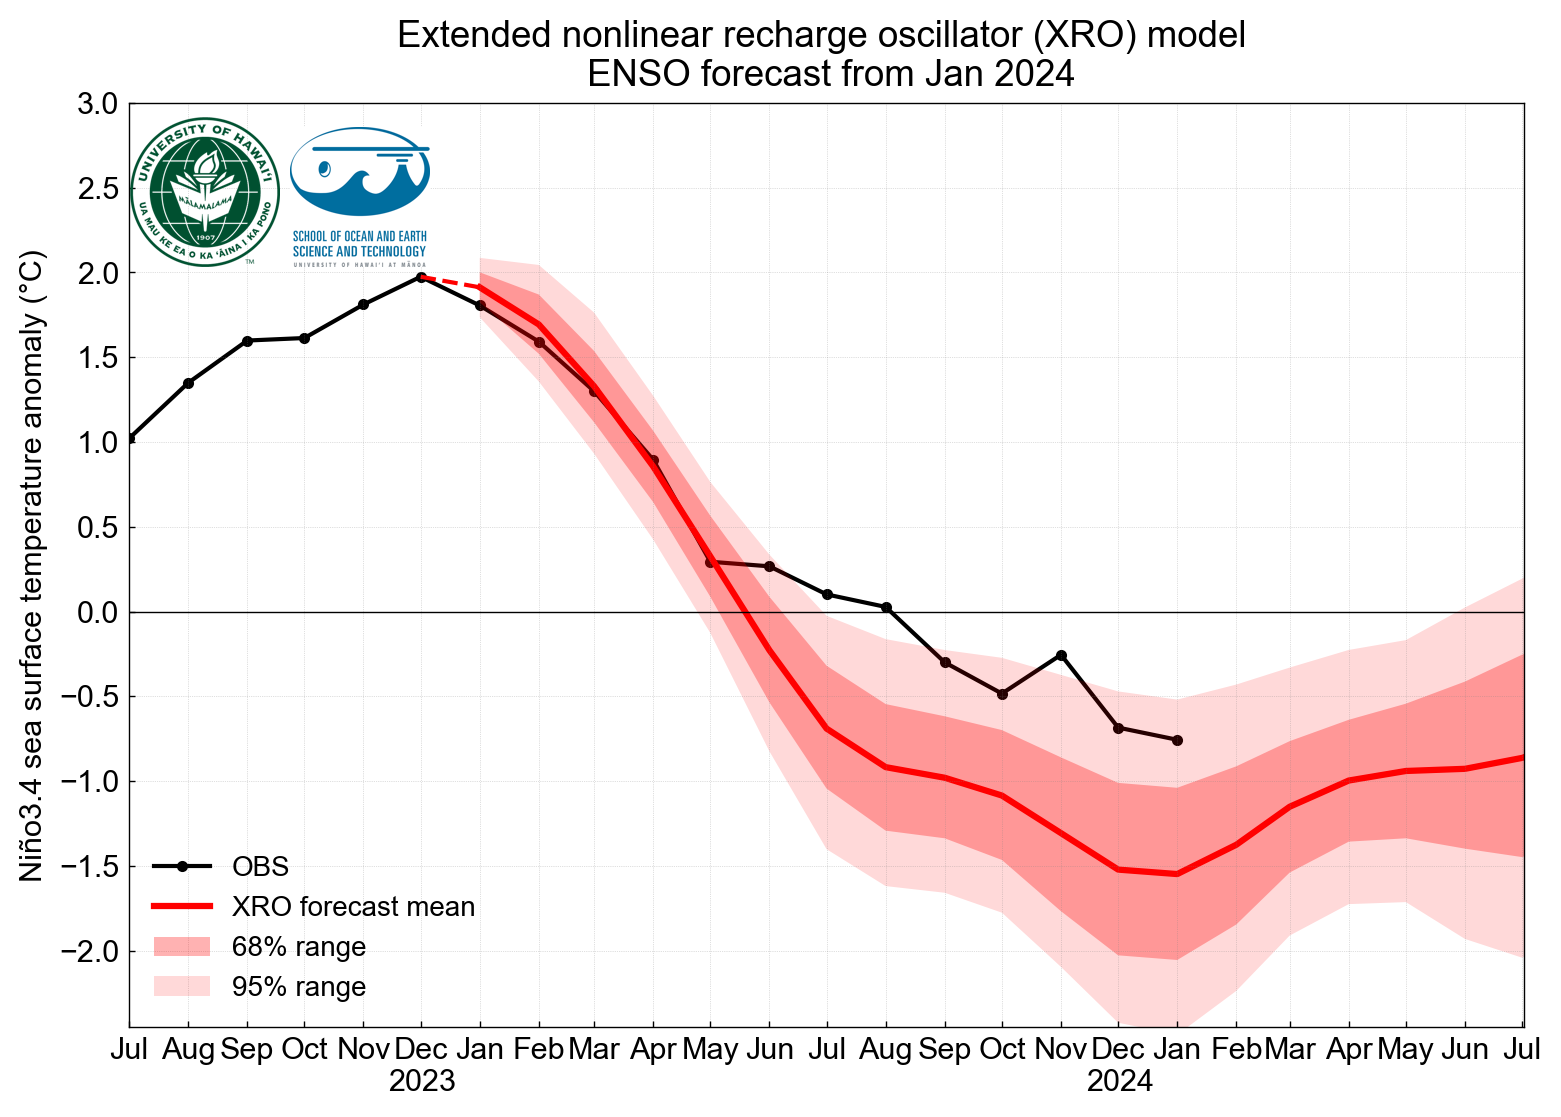 Extended nonlinear recharge oscillator (XRO) model
ENSO forecast from Jan 2024
UNIVERSITY OF HAWAI‘I
MĀLAMALAMA
1907
UA MAU KE EA O KA ‘ĀINA I KA PONO
TM
SCHOOL OF OCEAN AND EARTH
SCIENCE AND TECHNOLOGY
UNIVERSITY OF HAWAI‘I AT MĀNOA
Niño3.4 sea surface temperature anomaly (°C)
3.0
2.5
2.0
1.5
1.0
0.5
0.0
−0.5
−1.0
−1.5
−2.0
OBS
XRO forecast mean
68% range
95% range
Jul Aug Sep Oct Nov Dec Jan Feb Mar Apr May Jun Jul Aug Sep Oct Nov Dec Jan Feb Mar Apr May Jun Jul
2023 2024